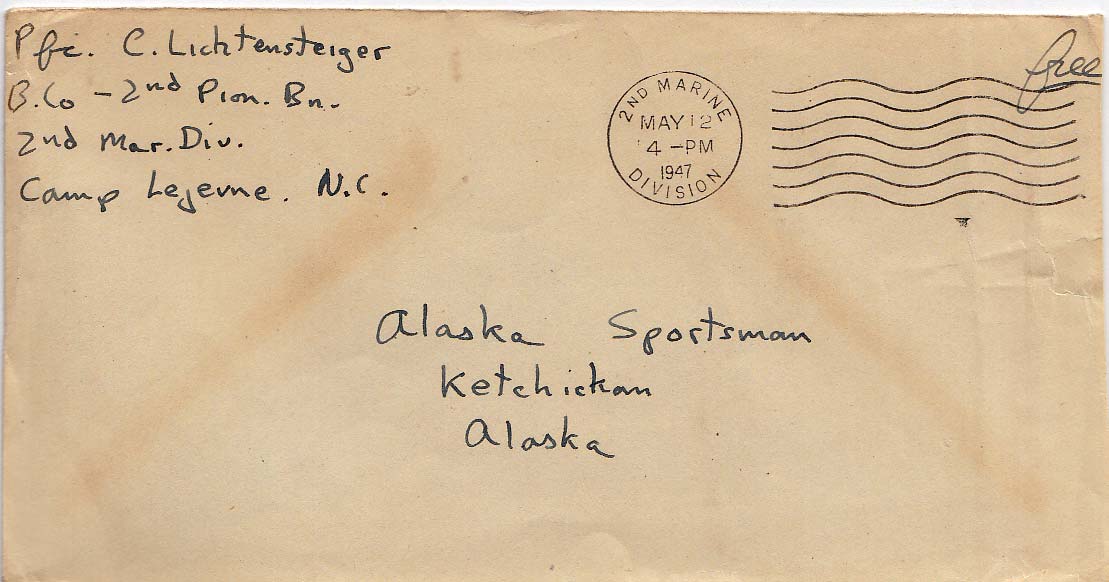 Pfc. C. Lichtensteiger
B. Co - 2nd Pion. Bn.
2nd Mar. Div.
Camp Lejeune. N.C.
free
2ND MARINE
MAY 12
4 - PM
1947
DIVISION
Alaska Sportsman
Ketchickan
Alaska